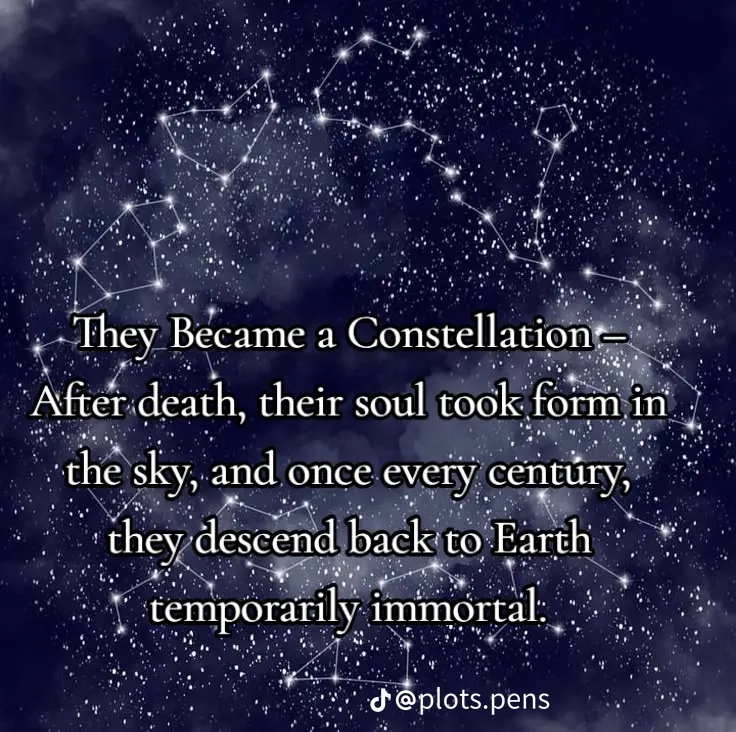 They Became a Constellation –
After death, their soul took form in
the sky, and once every century,
they descend back to Earth
temporarily immortal.
@plots.pens